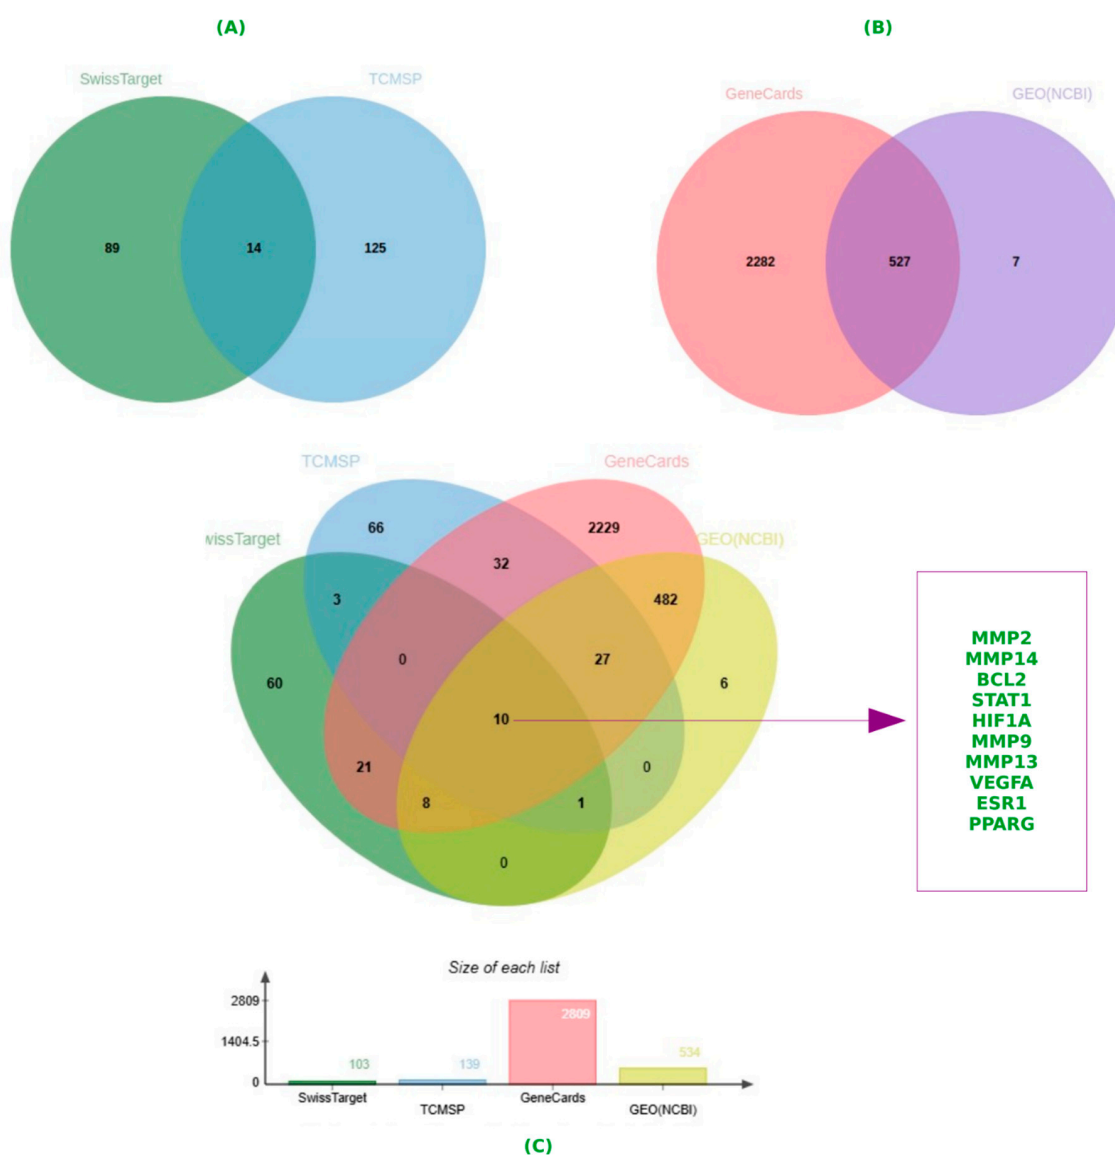 (A)
(B)
SwissTarget
TCMSP
GeneCards
GEO(NCBI)
89
14
125
2282
527
7
TCMSP
GeneCards
wissTarget
GEO(NCBI)
66
2229
32
3
482
0
27
60
6
10
21
0
8
1
0
MMP2
MMP14
BCL2
STAT1
HIF1A
MMP9
MMP13
VEGFA
ESR1
PPARG
Size of each list
2809
1404.5
0
103
139
2809
534
SwissTarget
TCMSP
GeneCards
GEO(NCBI)
(C)